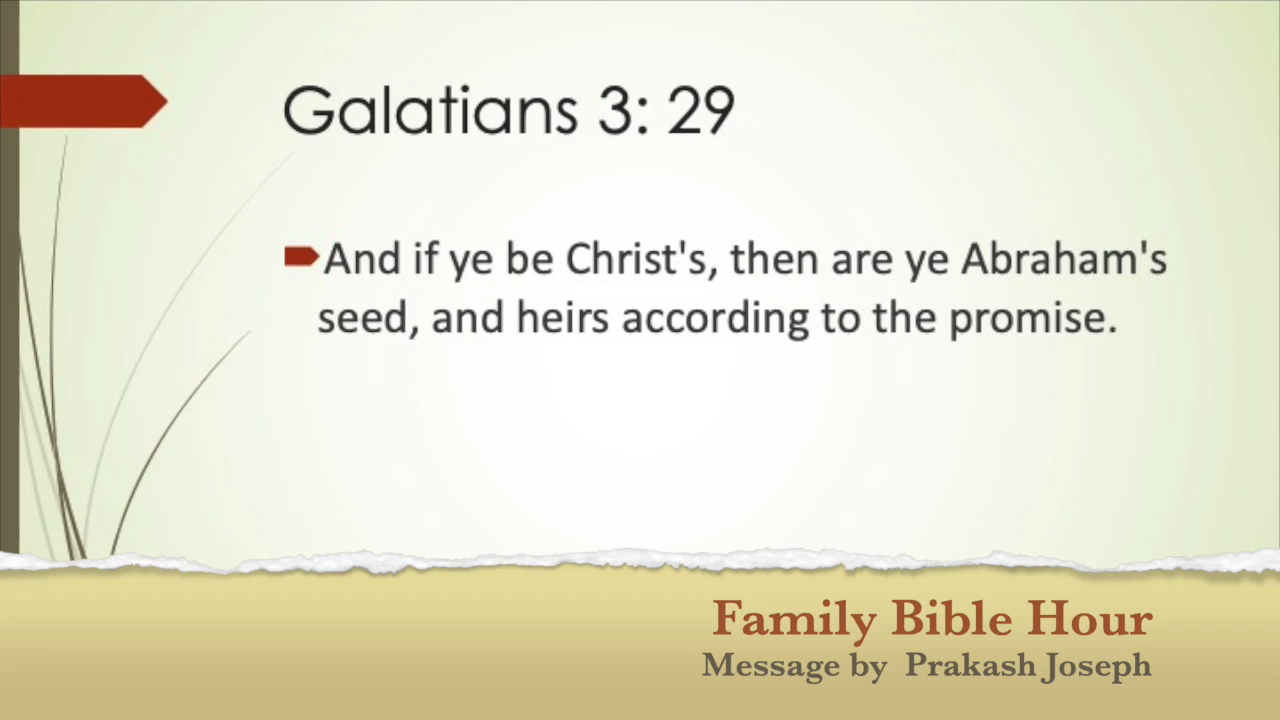 Galatians 3: 29
And if ye be Christ's, then are ye Abraham's
seed, and heirs according to the promise.
Family Bible Hour
Message by Prakash Joseph